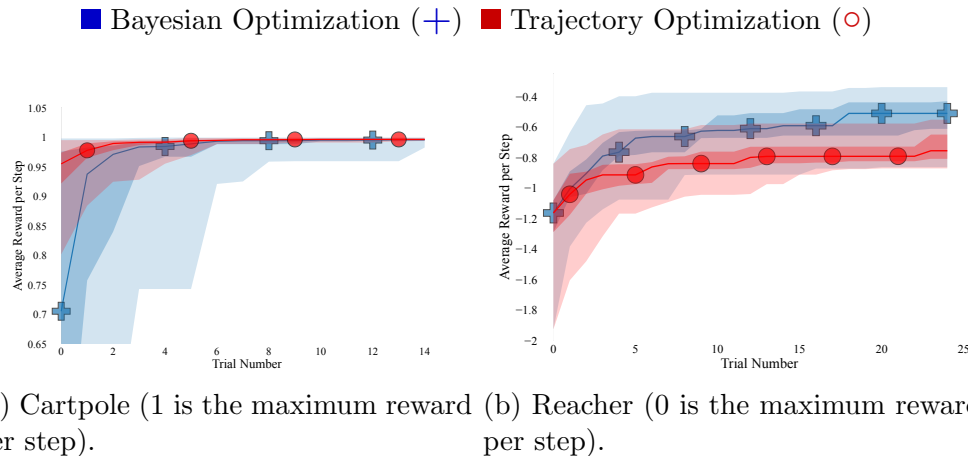 Bayesian Optimization (+) Trajectory Optimization (○)
1.05
1
0.95
0.9
0.85
0.8
0.75
0.7
0.65
Average Reward per Step
0 2 4 6 8 10 12 14
Trial Number
−0.4
−0.6
−0.8
−1
−1.2
−1.4
−1.6
−1.8
−2
Average Reward per Step
0 5 10 15 20 25
Trial Number
) Cartpole (1 is the maximum reward
er step).
(b) Reacher (0 is the maximum reward
per step).